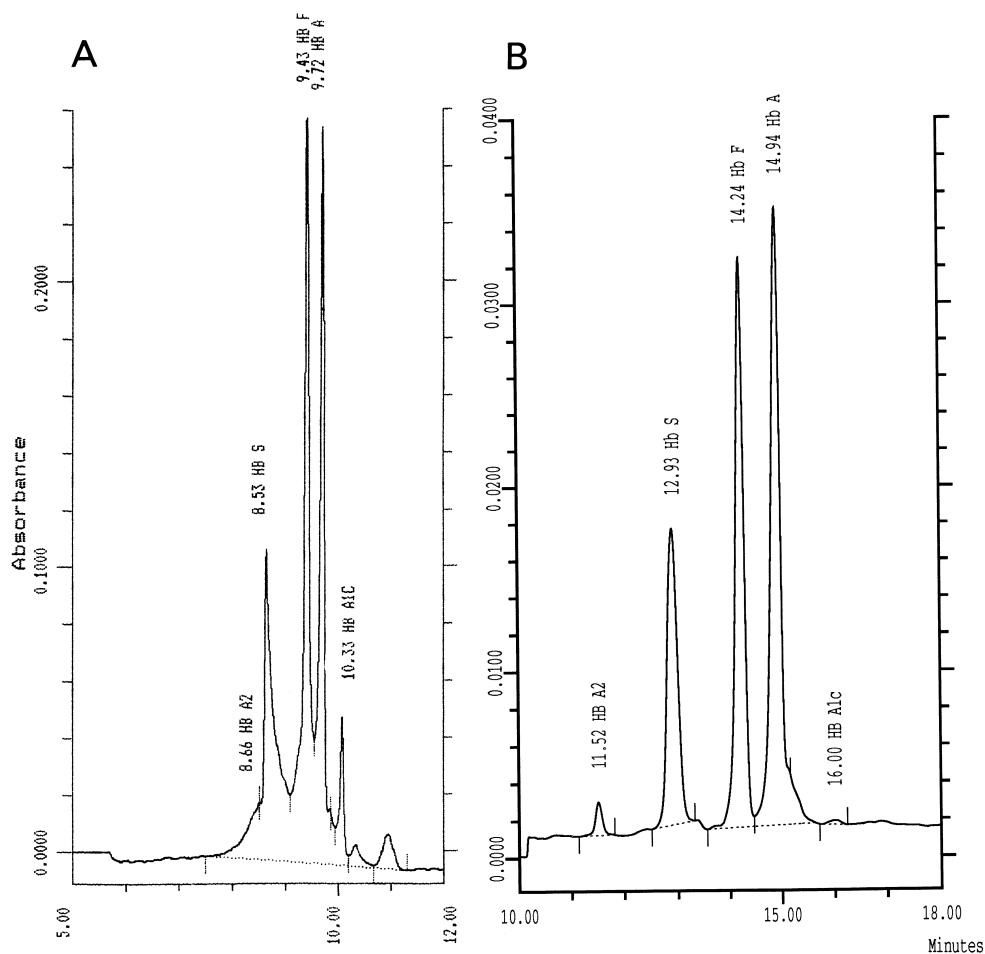 A
9.43 HB F
9.72 HB A
8.53 HB S
8.66 HB A2
10.33 HB A1C
Absorbance
0.2000
0.1000
0.0000
5.00
10.00
12.00
B
14.94 Hb A
14.24 Hb F
12.93 Hb S
11.52 HB A2
16.00 HB A1c
0.0400
0.0300
0.0200
0.0100
0.0000
10.00
15.00
18.00
Minutes